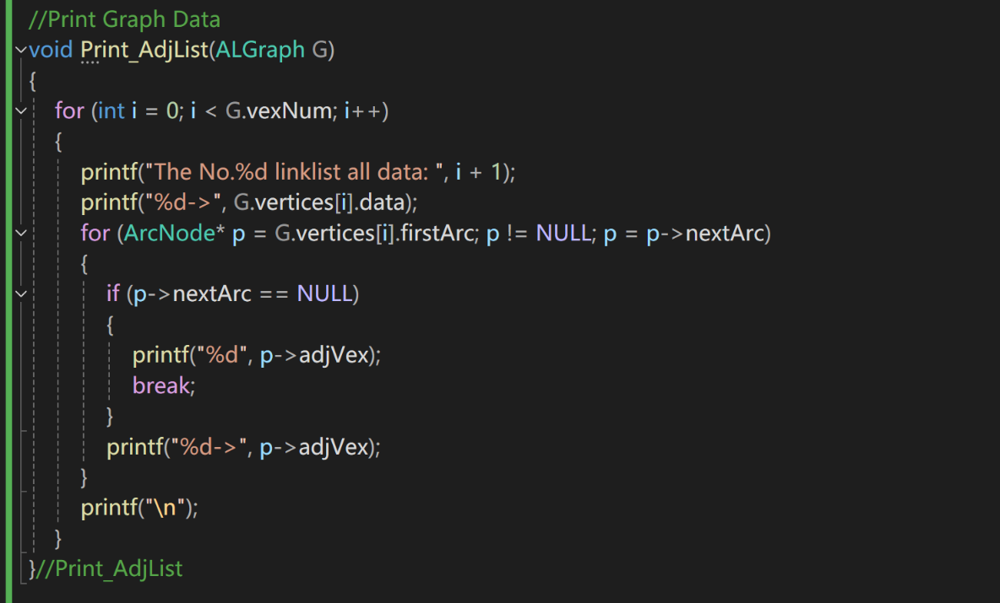 //Print Graph Data
void Print_AdjList(ALGraph G)
{
for (int i = 0; i < G.vexNum; i++)
{
printf("The No.%d linklist all data: ", i + 1);
printf("%d->", G.vertices[i].data);
for (ArcNode* p = G.vertices[i].firstArc; p != NULL; p = p->nextArc)
{
if (p->nextArc == NULL)
{
printf("%d", p->adjVex);
break;
}
printf("%d->", p->adjVex);
}
printf("\n");
}
}//Print_AdjList